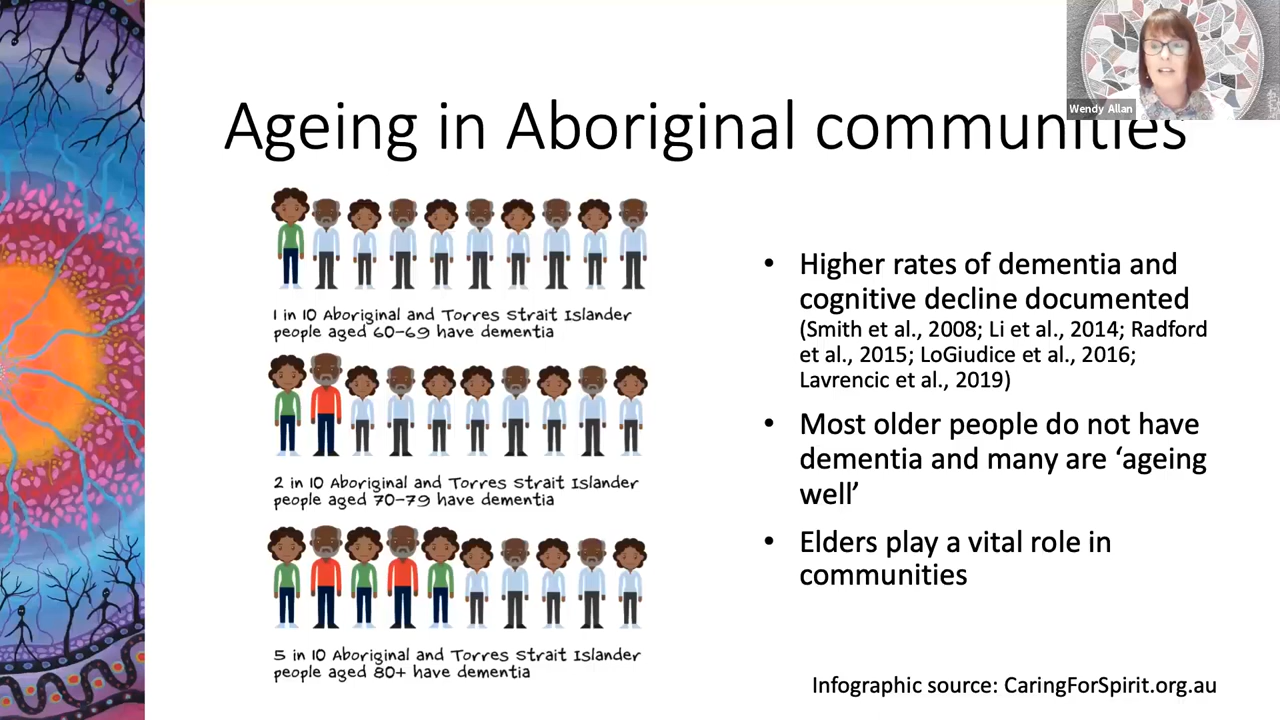 Wendy Allan
Ageing in Aboriginal communities
1 in 10 Aboriginal and Torres Strait Islander
people aged 60-69 have dementia
2 in 10 Aboriginal and Torres Strait Islander
people aged 70-79 have dementia
5 in 10 Aboriginal and Torres Strait Islander
people aged 80+ have dementia
• Higher rates of dementia and
cognitive decline documented
(Smith et al., 2008; Li et al., 2014; Radford
et al., 2015; LoGiudice et al., 2016;
Lavrencic et al., 2019)
• Most older people do not have
dementia and many are ‘ageing
well’
• Elders play a vital role in
communities
Infographic source: CaringForSpirit.org.au